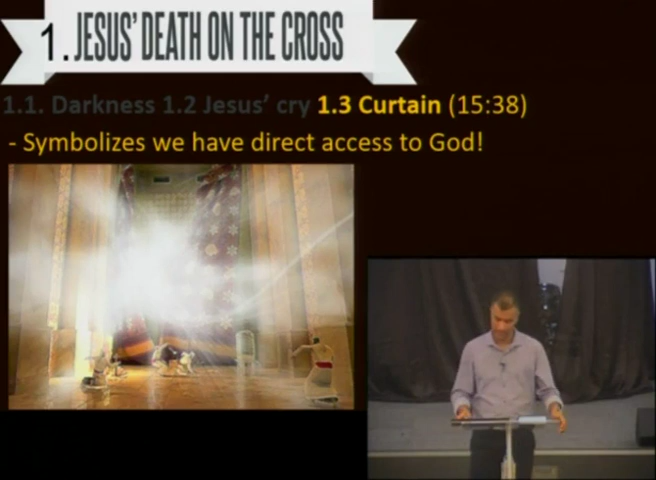 1. JESUS' DEATH ON THE CROSS
1.1. Darkness 1.2 Jesus' cry 1.3 Curtain (15:38)
- Symbolizes we have direct access to God!